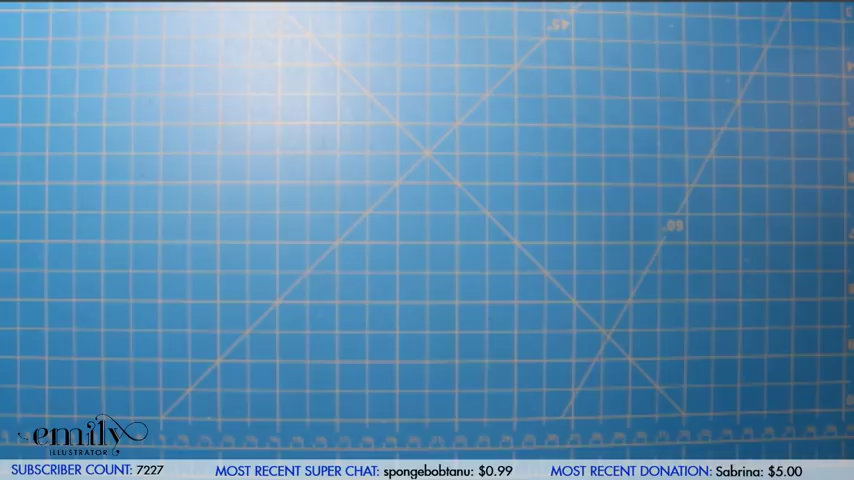 45°
60°
emily
ILLUSTRATOR
SUBSCRIBER COUNT: 7227
MOST RECENT SUPER CHAT: spongebobtanu: $0.99
MOST RECENT DONATION: Sabrina: $5.00